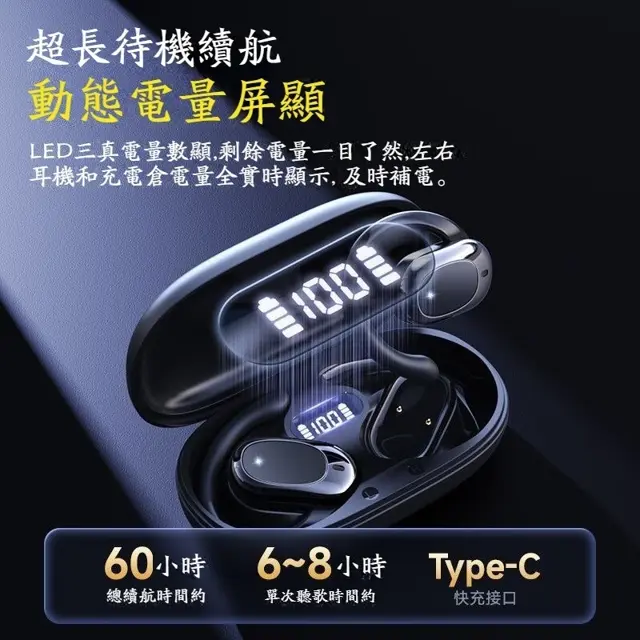 超長待機續航
動態電量屏顯
LED三真電量數顯,剩餘電量一目了然,左右
耳機和充電倉電量全實時顯示,及時補電。
100
100
60小時
總續航時間約
6~8小時
單次聽歌時間約
Type-C
快充接口